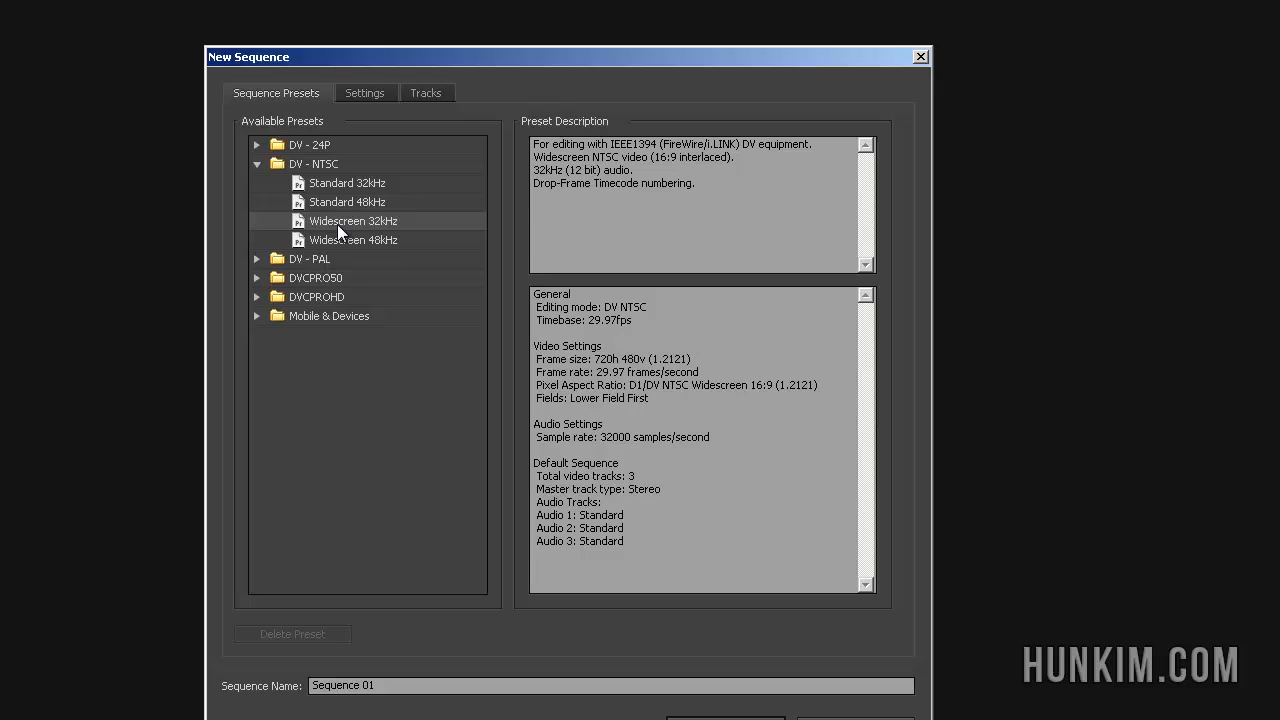 New Sequence
Sequence Presets
Settings
Tracks
Available Presets
DV - 24P
DV - NTSC
Standard 32kHz
Standard 48kHz
Widescreen 32kHz
Widescreen 48kHz
DV - PAL
DVCPRO50
DVCPROHD
Mobile & Devices
Delete Preset
Preset Description
For editing with IEEE1394 (FireWire/i.LINK) DV equipment.
Widescreen NTSC video (16:9 interlaced).
32kHz (12 bit) audio.
Drop-Frame Timecode numbering.
General
Editing mode: DV NTSC
Timebase: 29.97fps
Video Settings
Frame size: 720h 480v (1.2121)
Frame rate: 29.97 frames/second
Pixel Aspect Ratio: D1/DV NTSC Widescreen 16:9 (1.2121)
Fields: Lower Field First
Audio Settings
Sample rate: 32000 samples/second
Default Sequence
Total video tracks: 3
Master track type: Stereo
Audio Tracks:
Audio 1: Standard
Audio 2: Standard
Audio 3: Standard
Sequence Name: Sequence 01
HUNKIM.COM